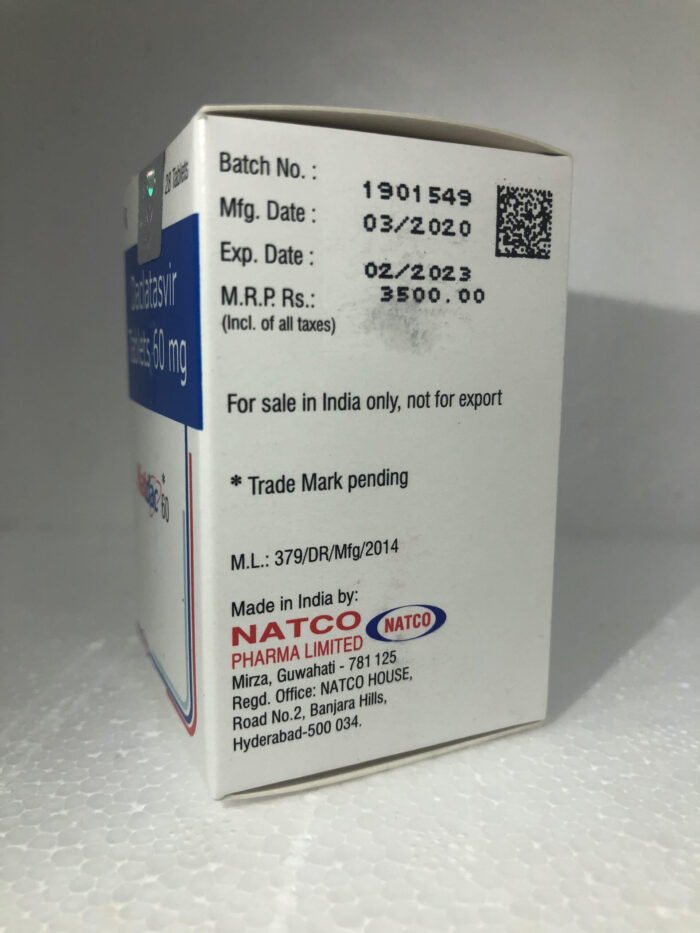 28 Tablets
Daclatasvir
Tablets 60 mg
60*
Batch No. :
1901549
Mfg. Date :
03/2020
Exp. Date :
02/2023
M.R.P. Rs.:
3500.00
(Incl. of all taxes)
For sale in India only, not for export
* Trade Mark pending
M.L.: 379/DR/Mfg/2014
Made in India by:
NATCO
NATCO
PHARMA LIMITED
Mirza, Guwahati - 781 125
Regd. Office: NATCO HOUSE,
Road No.2, Banjara Hills,
Hyderabad-500 034.